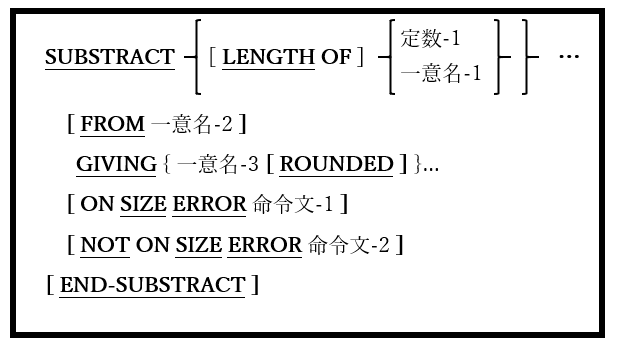 SUBSTRACT { [ LENGTH OF ] { 定数-1
一意名-1 } } …
[ FROM 一意名-2 ]
GIVING { 一意名-3 [ ROUNDED ] }…
[ ON SIZE ERROR 命令文-1 ]
[ NOT ON SIZE ERROR 命令文-2 ]
[ END-SUBSTRACT ]